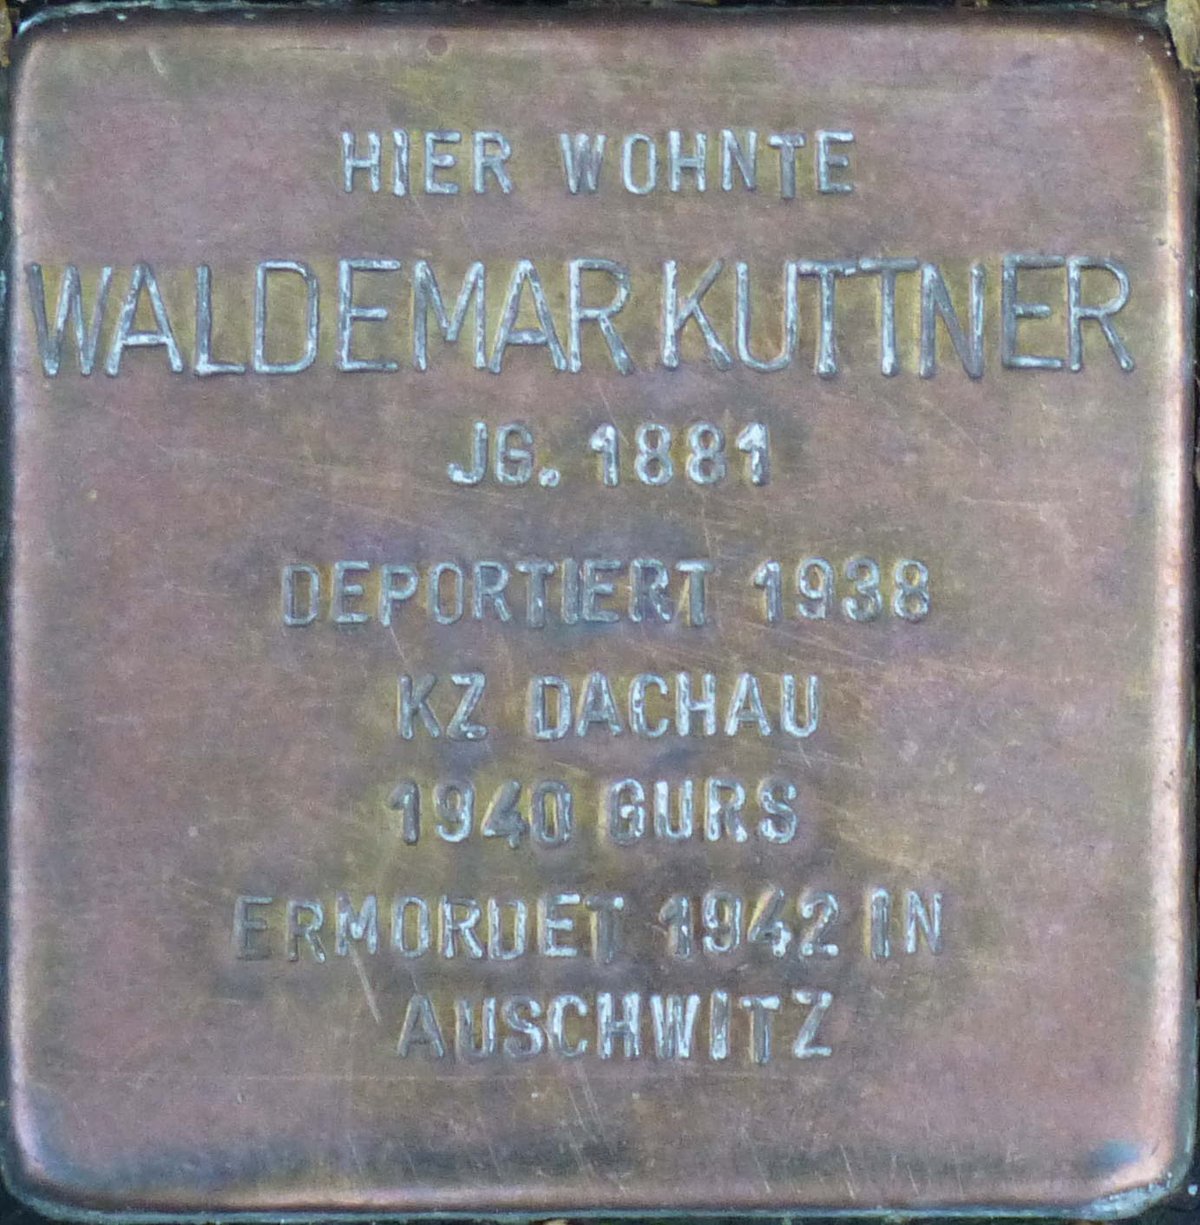 HIER WOHNTE
WALDEMAR KUTTNER
JG. 1881
DEPORTIERT 1938
KZ DACHAU
1940 GURS
ERMORDET 1942 IN
AUSCHWITZ